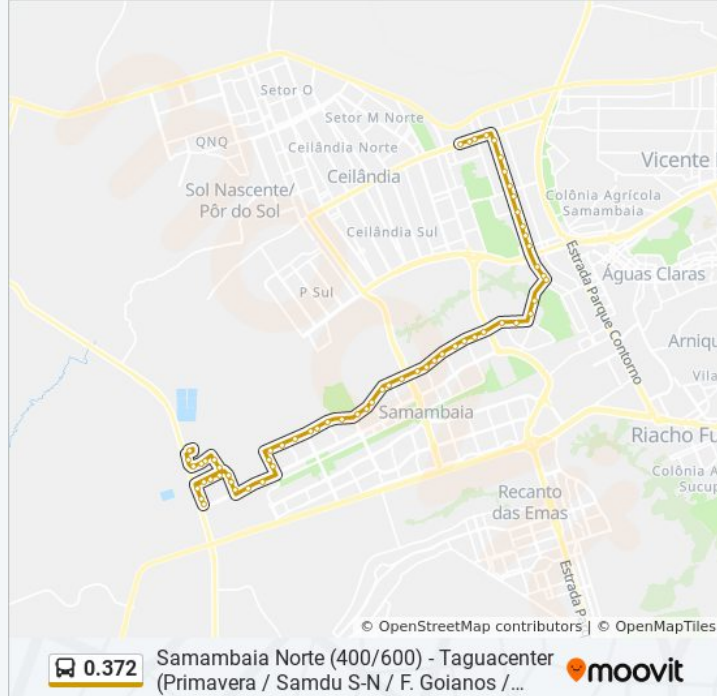 Setor O
Setor M Norte
QNQ
Ceilândia Norte
Vicente
Ceilândia
Sol Nascente/
Pôr do Sol
Colônia Agrícola
Samambaia
Ceilândia Sul
Águas Claras
P Sul
Estrada Parque Contorno
Arniqu
Vila
Samambaia
Riacho Fu
Colônia A
Sucup
Recanto
das Emas
Estrada P
© OpenStreetMap contributors | © OpenMapTiles
0.372
Samambaia Norte (400/600) - Taguacenter
(Primavera / Samdu S-N / F. Goianos /...
moovit